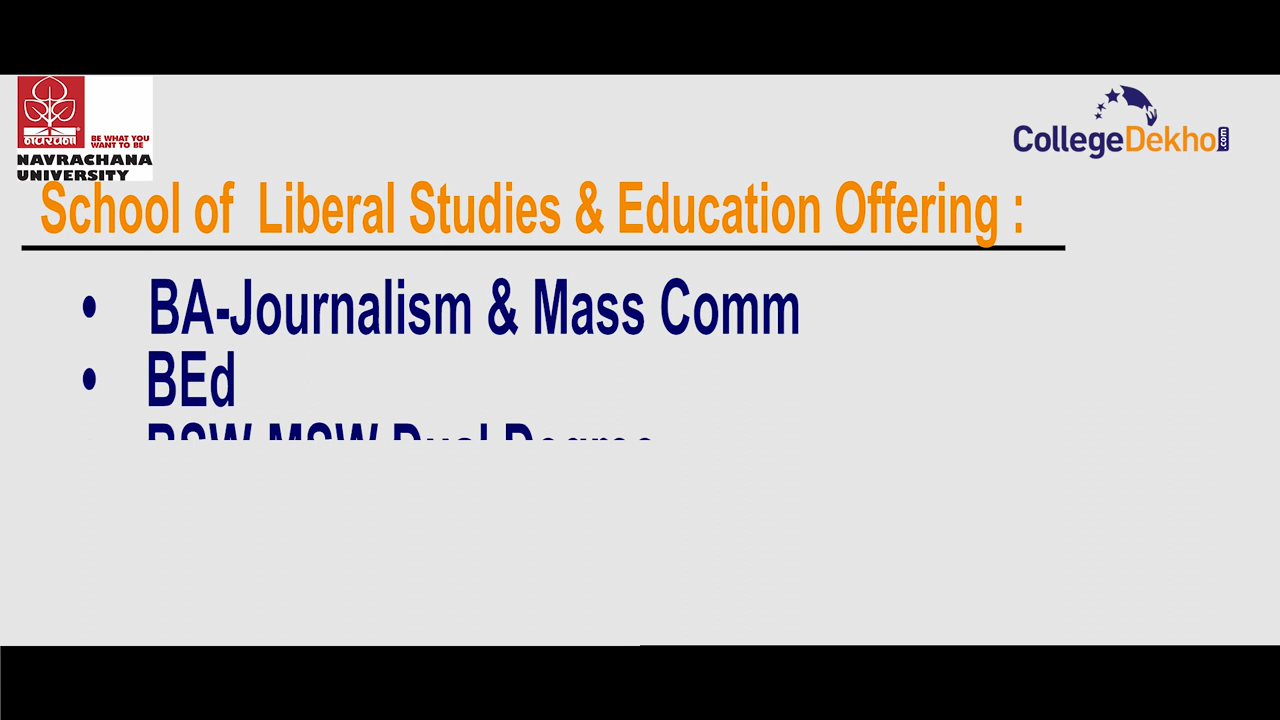 नवरचना
BE WHAT YOU
WANT TO BE
NAVRACHANA
UNIVERSITY
CollegeDekho.com
School of Liberal Studies & Education Offering :
• BA-Journalism & Mass Comm
• BEd
BSW-MSW Dual Degree